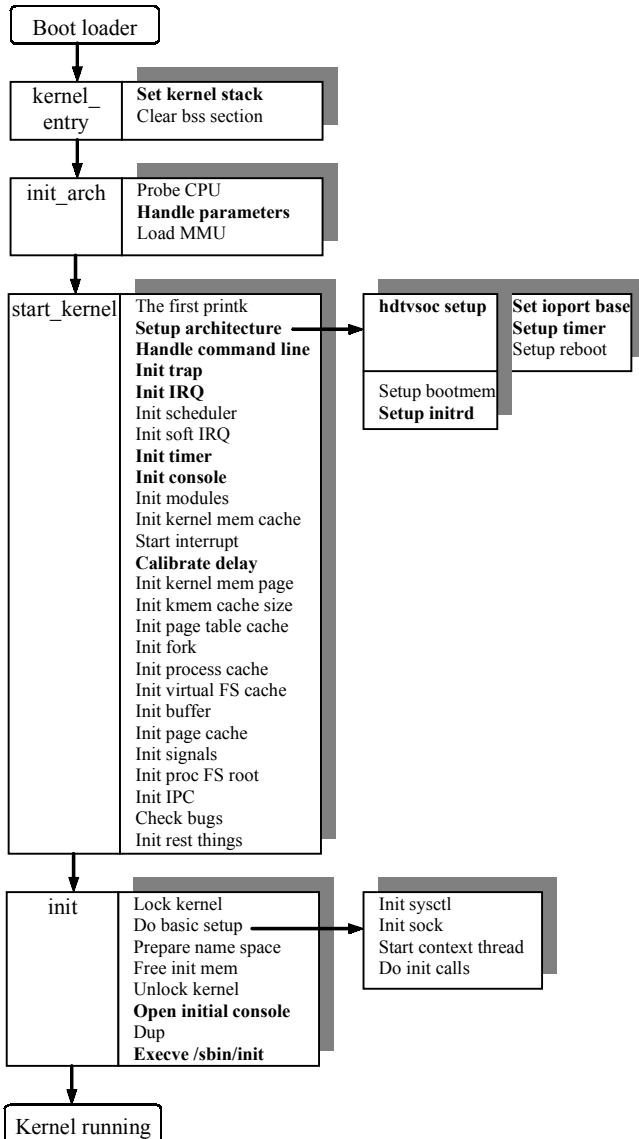 Boot loader
kernel_
entry
Set kernel stack
Clear bss section
init_arch
Probe CPU
Handle parameters
Load MMU
start_kernel
The first printk
Setup architecture
Handle command line
Init trap
Init IRQ
Init scheduler
Init soft IRQ
Init timer
Init console
Init modules
Init kernel mem cache
Start interrupt
Calibrate delay
Init kernel mem page
Init kmem cache size
Init page table cache
Init fork
Init process cache
Init virtual FS cache
Init buffer
Init page cache
Init signals
Init proc FS root
Init IPC
Check bugs
Init rest things
hdtvsoc setup
Set ioport base
Setup timer
Setup reboot
Setup bootmem
Setup initrd
init
Lock kernel
Do basic setup
Prepare name space
Free init mem
Unlock kernel
Open initial console
Dup
Execve /sbin/init
Init sysctl
Init sock
Start context thread
Do init calls
Kernel running